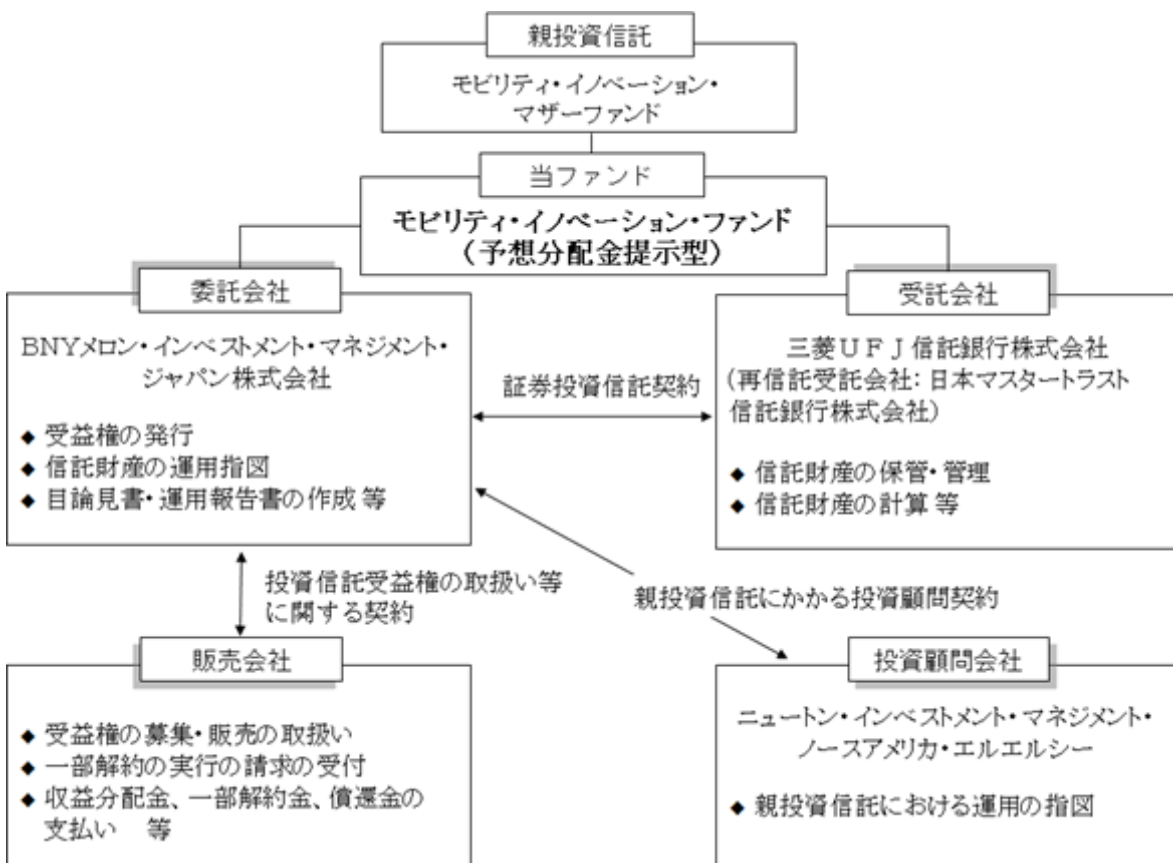 親投資信託
モビリティ・イノベーション・
マザーファンド
当ファンド
モビリティ・イノベーション・ファンド
（予想分配金提示型）
委託会社
BNYメロン・インベストメント・マネジメント・
ジャパン株式会社
◆ 受益権の発行
◆ 信託財産の運用指図
◆ 目論見書・運用報告書の作成 等
証券投資信託契約
受託会社
三菱ＵＦＪ信託銀行株式会社
(再信託受託会社：日本マスタートラスト
信託銀行株式会社)
◆ 信託財産の保管・管理
◆ 信託財産の計算 等
投資信託受益権の取扱い等
に関する契約
親投資信託にかかる投資顧問契約
販売会社
◆ 受益権の募集・販売の取扱い
◆ 一部解約の実行の請求の受付
◆ 収益分配金、一部解約金、償還金の
支払い　等
投資顧問会社
ニュートン・インベストメント・マネジメント・
ノースアメリカ・エルエルシー
◆ 親投資信託における運用の指図